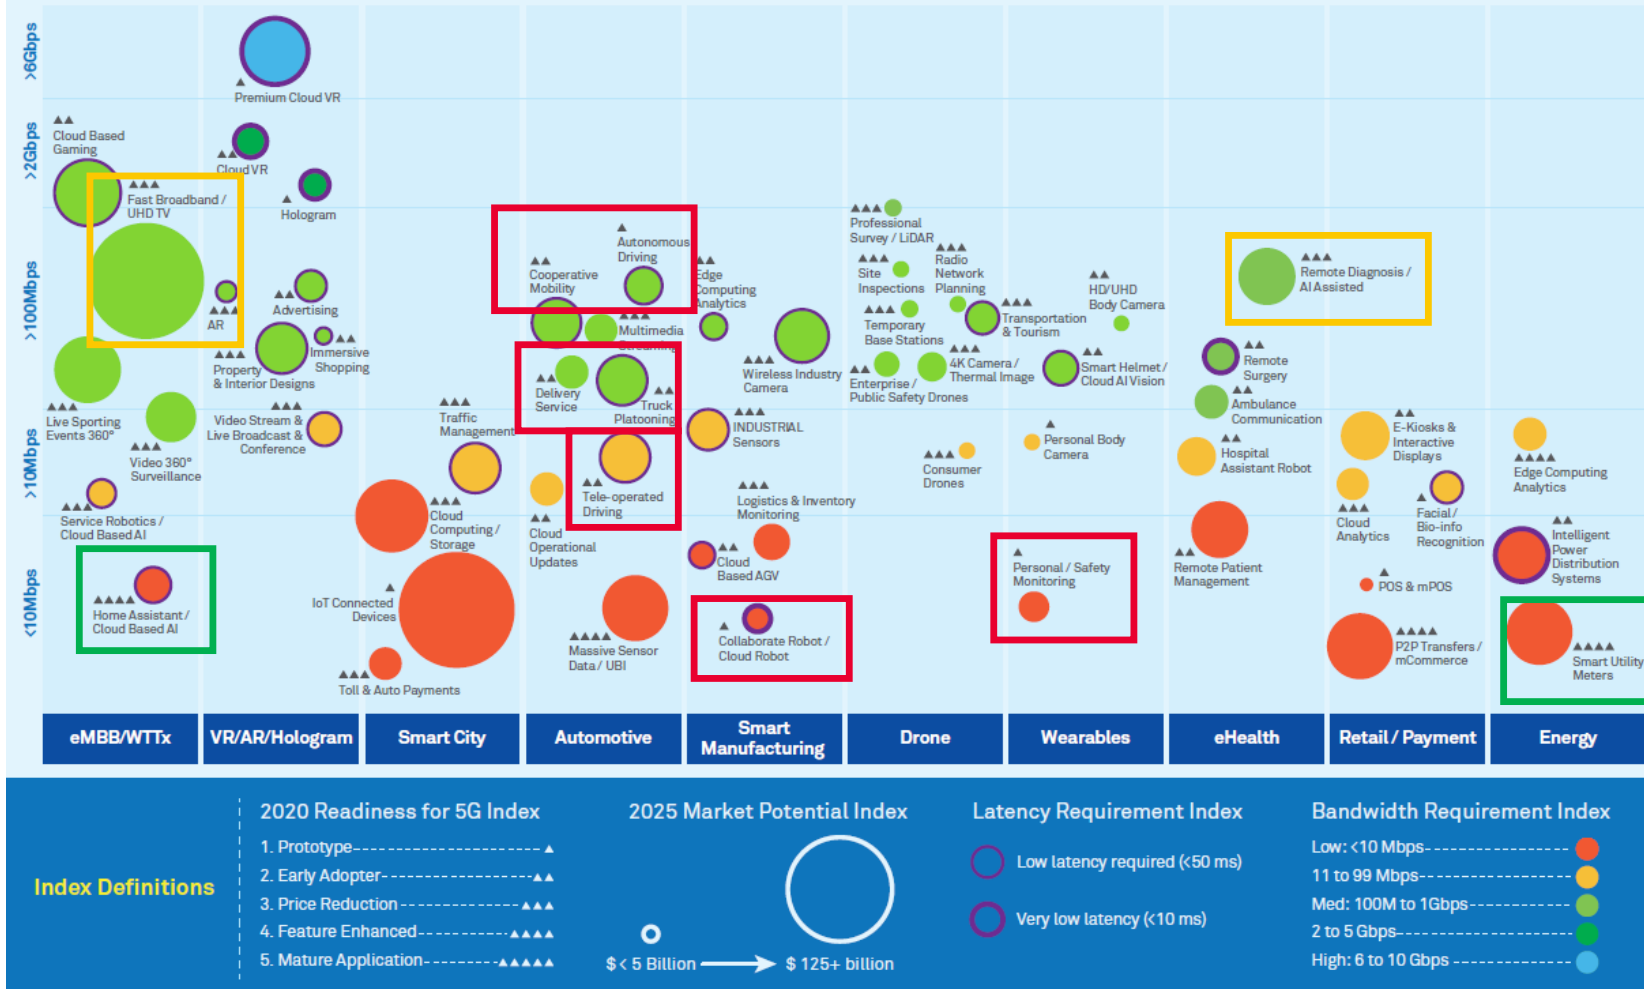 >6Gbps
>2Gbps
>100Mbps
>10Mbps
<10Mbps
Cloud Based
Gaming
Fast Broadband /
UHD TV
Live Sporting
Events 360°
Video 360°
Surveillance
Service Robotics /
Cloud Based AI
Home Assistant /
Cloud Based AI
Premium Cloud VR
Cloud VR
Hologram
AR
Advertising
Immersive
Shopping
Property
& Interior Designs
Video Stream &
Live Broadcast &
Conference
Traffic
Management
Cloud
Computing /
Storage
IoT Connected
Devices
Toll & Auto Payments
Autonomous
Driving
Cooperative
Mobility
Multimedia
Streaming
Delivery
Service
Truck
Platooning
Tele-operated
Driving
Cloud
Operational
Updates
Massive Sensor
Data / UBI
Edge
Computing
Analytics
Wireless Industry
Camera
INDUSTRIAL
Sensors
Logistics & Inventory
Monitoring
Cloud
Based AGV
Collaborate Robot /
Cloud Robot
Professional
Survey / LiDAR
Site
Inspections
Radio
Network
Planning
Temporary
Base Stations
Transportation
& Tourism
Enterprise /
Public Safety Drones
4K Camera /
Thermal Image
Consumer
Drones
HD/UHD
Body Camera
Smart Helmet /
Cloud AI Vision
Personal Body
Camera
Personal / Safety
Monitoring
Remote Diagnosis /
AI Assisted
Remote
Surgery
Ambulance
Communication
Hospital
Assistant Robot
Remote Patient
Management
E-Kiosks &
Interactive
Displays
Cloud
Analytics
Facial /
Bio-info
Recognition
POS & mPOS
P2P Transfers /
mCommerce
Edge Computing
Analytics
Intelligent
Power
Distribution
Systems
Smart Utility
Meters
eMBB/WTTx
VR/AR/Hologram
Smart City
Automotive
Smart
Manufacturing
Drone
Wearables
eHealth
Retail / Payment
Energy
Index Definitions
2020 Readiness for 5G Index
1. Prototype
2. Early Adopter
3. Price Reduction
4. Feature Enhanced
5. Mature Application
2025 Market Potential Index
$ < 5 Billion
$ 125+ billion
Latency Requirement Index
Low latency required (<50 ms)
Very low latency (<10 ms)
Bandwidth Requirement Index
Low: <10 Mbps
11 to 99 Mbps
Med: 100M to 1Gbps
2 to 5 Gbps
High: 6 to 10 Gbps